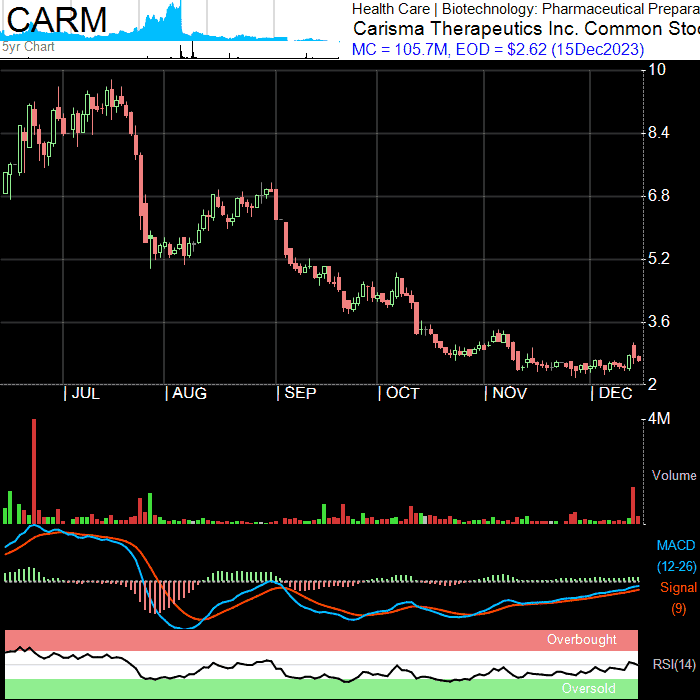 CARM
Health Care | Biotechnology: Pharmaceutical Prepara
Carisma Therapeutics Inc. Common Stoc
5yr Chart
MC = 105.7M, EOD = $2.62 (15Dec2023)
10
8.4
6.8
5.2
3.6
2
| JUL | AUG | SEP | OCT | NOV | DEC
4M
Volume
MACD
(12-26)
Signal
(9)
Overbought
RSI(14)
Oversold